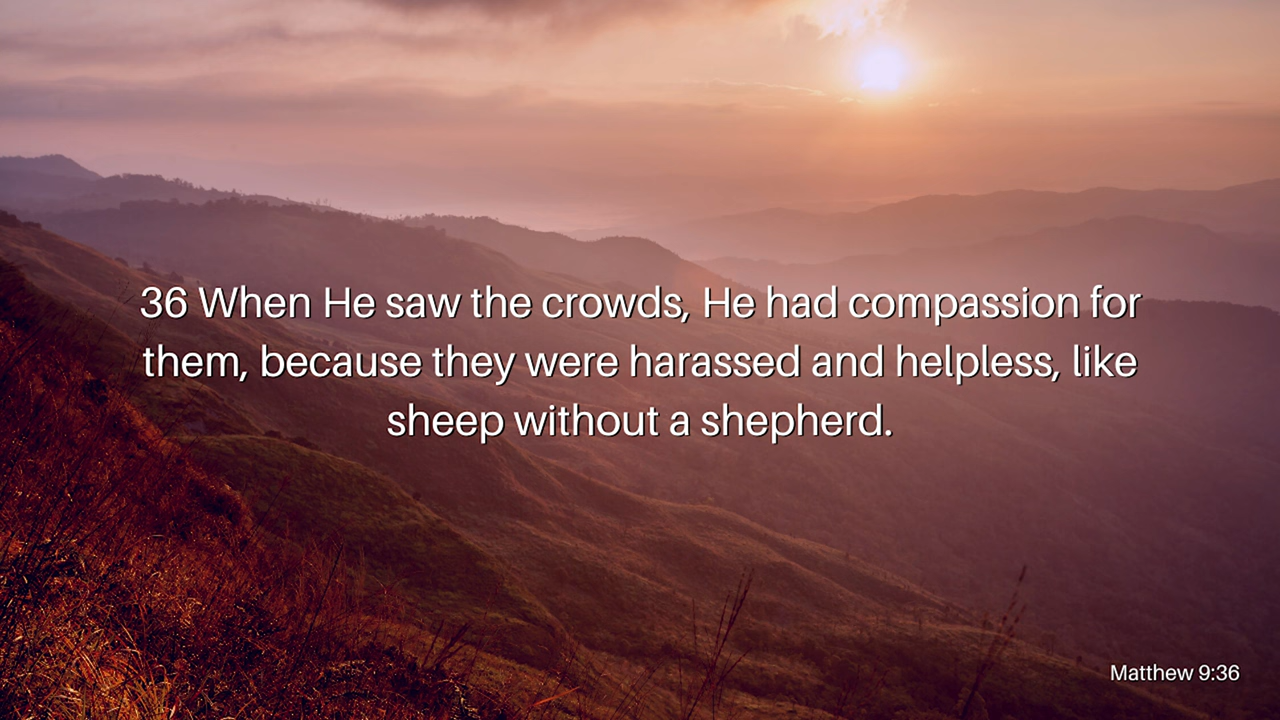 36 When He saw the crowds, He had compassion for
them, because they were harassed and helpless, like
sheep without a shepherd.
Matthew 9:36